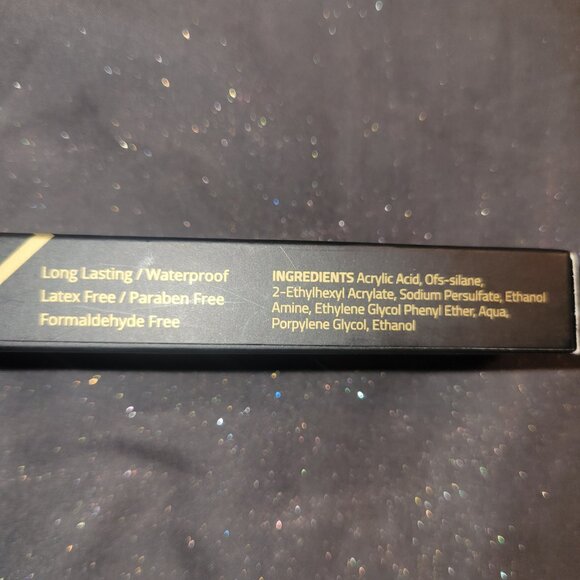 Long Lasting / Waterproof
Latex Free / Paraben Free
Formaldehyde Free
INGREDIENTS Acrylic Acid, Ofs-silane,
2-Ethylhexyl Acrylate, Sodium Persulfate, Ethanol
Amine, Ethylene Glycol Phenyl Ether, Aqua,
Porpylene Glycol, Ethanol